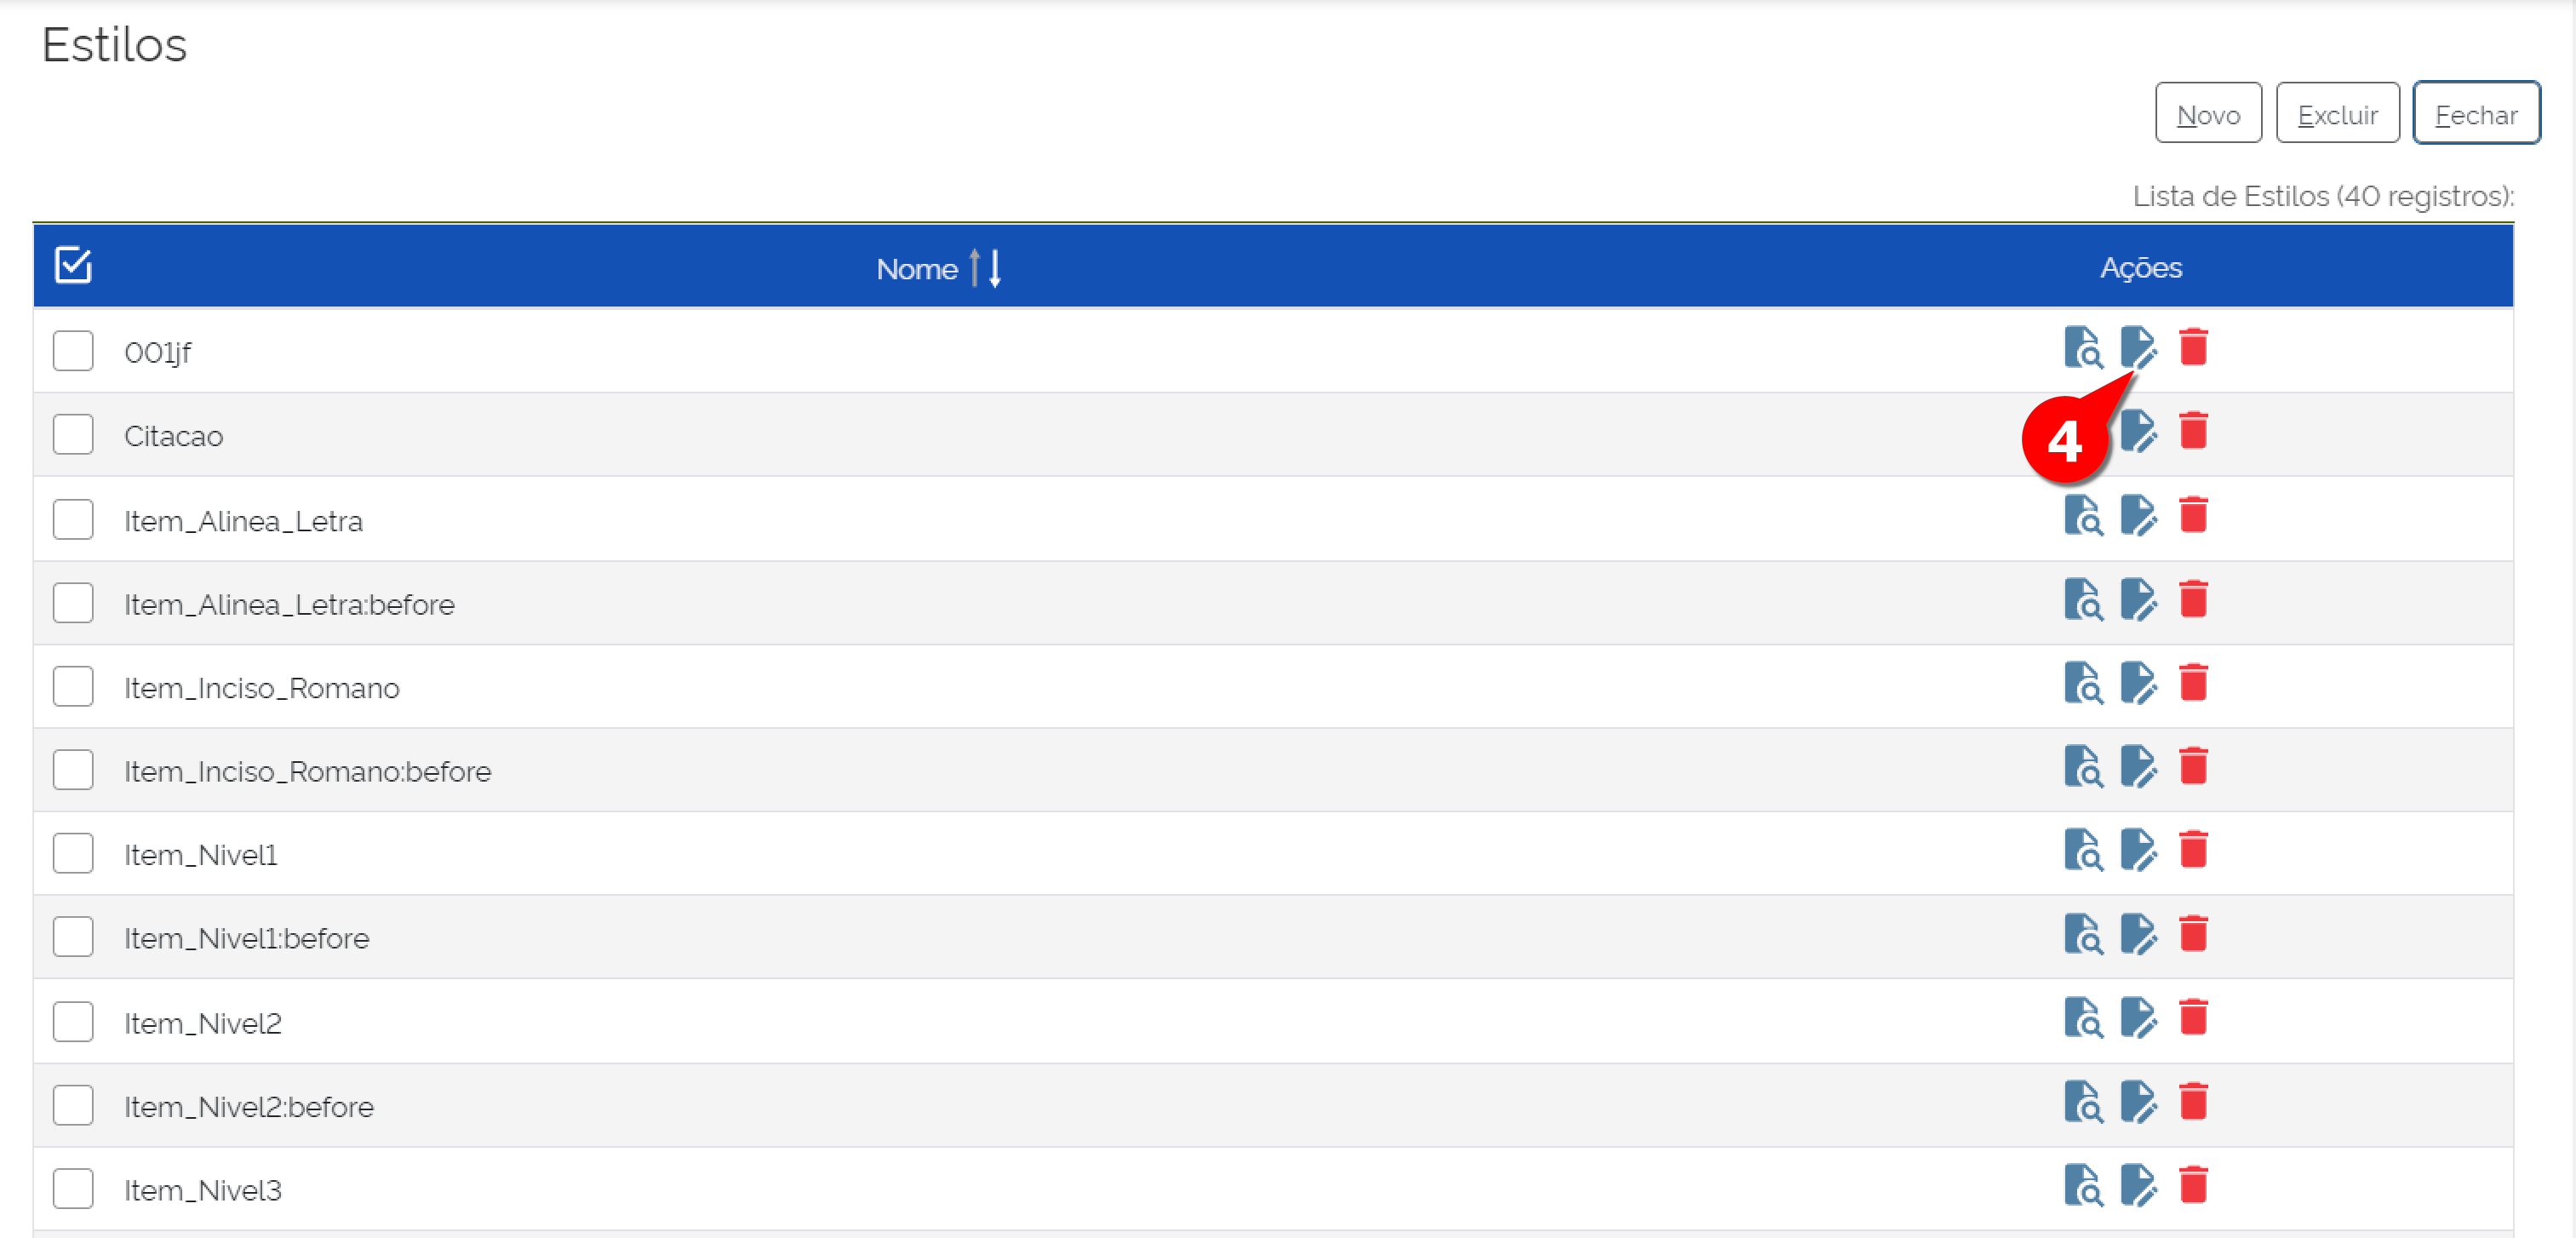 Estilos
Novo Excluir Fechar
Lista de Estilos (40 registros):
Nome Ações
001jf
Citacao
4
Item_Alinea_Letra
Item_Alinea_Letra:before
Item_Inciso_Romano
Item_Inciso_Romano:before
Item_Nivel1
Item_Nivel1:before
Item_Nivel2
Item_Nivel2:before
Item_Nivel3